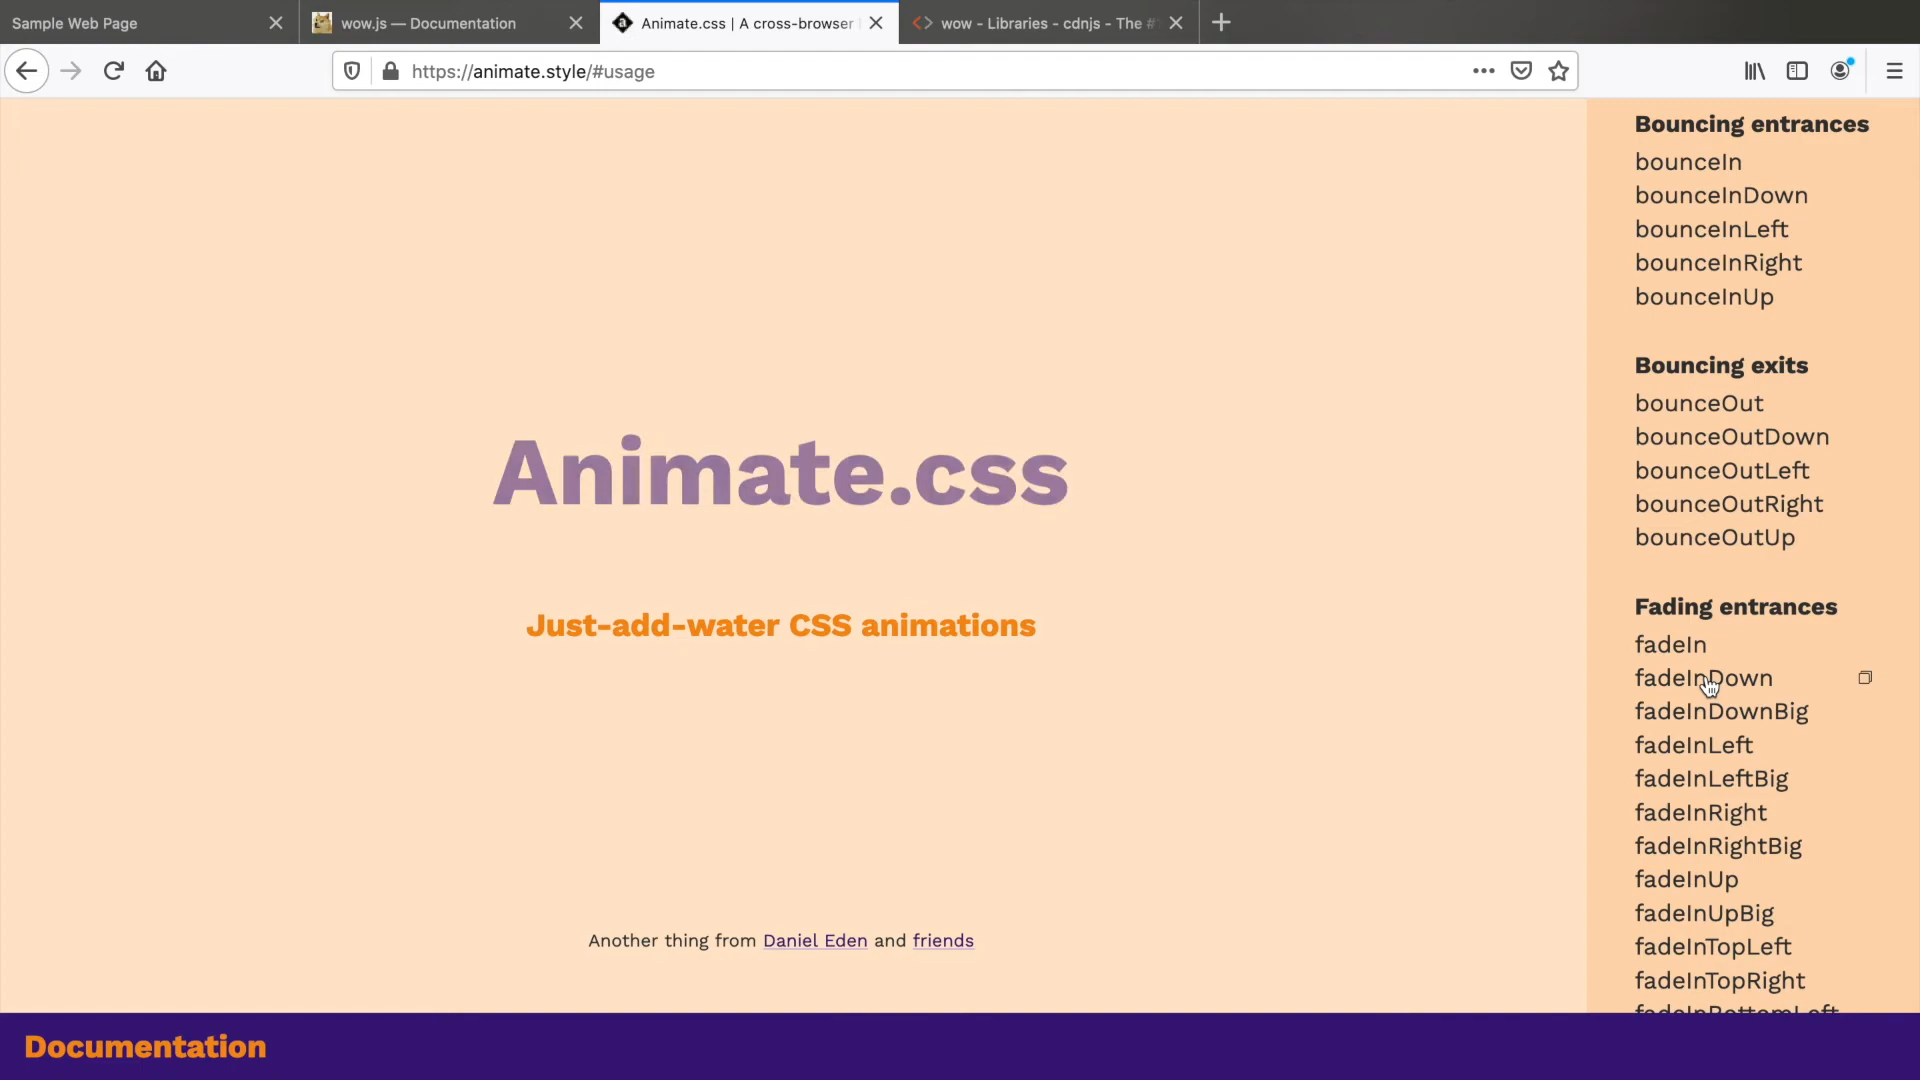 Sample Web Page
wow.js — Documentation
Animate.css | A cross-browser
wow - Libraries - cdnjs - The #
https://animate.style/#usage
Bouncing entrances
bounceIn
bounceInDown
bounceInLeft
bounceInRight
bounceInUp
Bouncing exits
bounceOut
bounceOutDown
bounceOutLeft
bounceOutRight
bounceOutUp
Fading entrances
fadeIn
fadeInDown
fadeInDownBig
fadeInLeft
fadeInLeftBig
fadeInRight
fadeInRightBig
fadeInUp
fadeInUpBig
fadeInTopLeft
fadeInTopRight
fadeInBottomLeft
Animate.css
Just-add-water CSS animations
Another thing from Daniel Eden and friends
Documentation